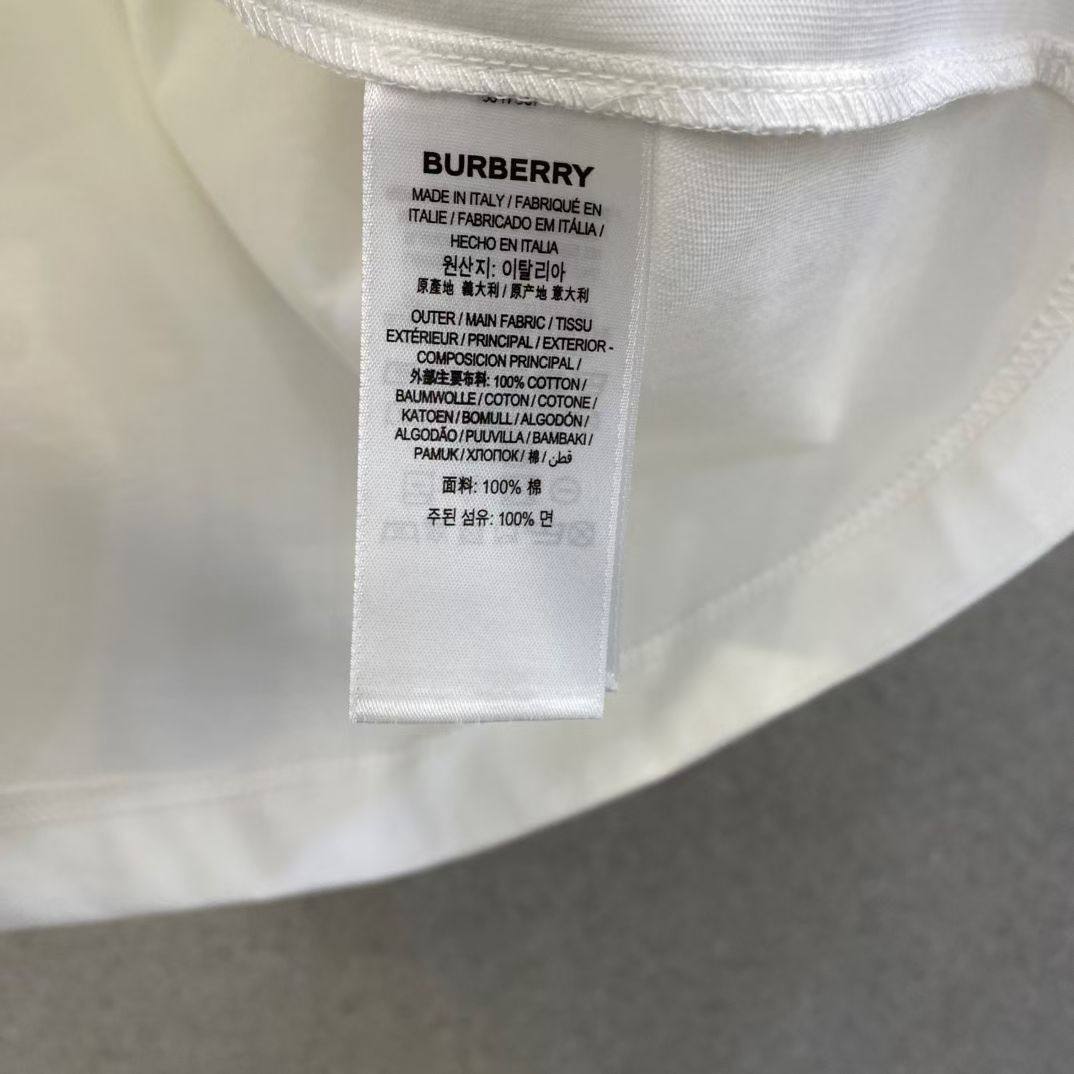 BURBERRY
MADE IN ITALY / FABRIQUÉ EN
ITALIE / FABRICADO EM ITÁLIA /
HECHO EN ITALIA
원산지: 이탈리아
原產地 義大利 / 原产地 意大利
OUTER / MAIN FABRIC / TISSU
EXTÉRIEUR / PRINCIPAL / EXTERIOR -
COMPOSICION PRINCIPAL /
外部/主要布料: 100% COTTON /
BAUMWOLLE / COTON / COTONE /
KATOEN / BOMULL / ALGODÓN /
ALGODÃO / PUUVILLA / BAMBAKI /
PAMUK / ХЛОПОК / 棉 / قطن
面料: 100% 棉
주된 섬유: 100% 면